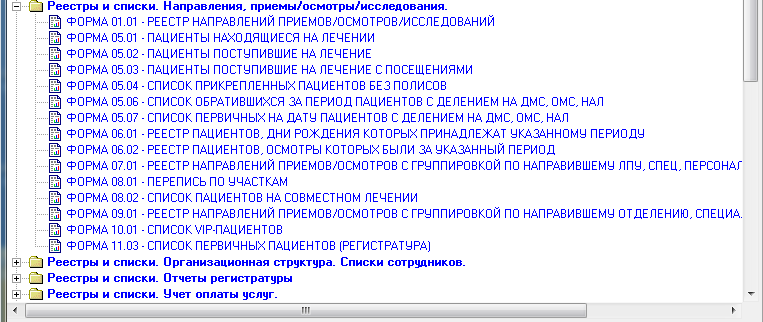 Реестры и списки. Направления, приемы/осмотры/исследования.
ФОРМА 01.01 - РЕЕСТР НАПРАВЛЕНИЙ ПРИЕМОВ/ОСМОТРОВ/ИССЛЕДОВАНИЙ
ФОРМА 05.01 - ПАЦИЕНТЫ НАХОДЯЩИЕСЯ НА ЛЕЧЕНИИ
ФОРМА 05.02 - ПАЦИЕНТЫ ПОСТУПИВШИЕ НА ЛЕЧЕНИЕ
ФОРМА 05.03 - ПАЦИЕНТЫ ПОСТУПИВШИЕ НА ЛЕЧЕНИЕ С ПОСЕЩЕНИЯМИ
ФОРМА 05.04 - СПИСОК ПРИКРЕПЛЕННЫХ ПАЦИЕНТОВ БЕЗ ПОЛИСОВ
ФОРМА 05.06 - СПИСОК ОБРАТИВШИХСЯ ЗА ПЕРИОД ПАЦИЕНТОВ С ДЕЛЕНИЕМ НА ДМС, ОМС, НАЛ
ФОРМА 05.07 - СПИСОК ПЕРВИЧНЫХ НА ДАТУ ПАЦИЕНТОВ С ДЕЛЕНИЕМ НА ДМС, ОМС, НАЛ
ФОРМА 06.01 - РЕЕСТР ПАЦИЕНТОВ, ДНИ РОЖДЕНИЯ КОТОРЫХ ПРИНАДЛЕЖАТ УКАЗАННОМУ ПЕРИОДУ
ФОРМА 06.02 - РЕЕСТР ПАЦИЕНТОВ, ОСМОТРЫ КОТОРЫХ БЫЛИ ЗА УКАЗАННЫЙ ПЕРИОД
ФОРМА 07.01 - РЕЕСТР НАПРАВЛЕНИЙ ПРИЕМОВ/ОСМОТРОВ С ГРУППИРОВКОЙ ПО НАПРАВИВШЕМУ ЛПУ, СПЕЦ, ПЕРСОНАЛ
ФОРМА 08.01 - ПЕРЕПИСЬ ПО УЧАСТКАМ
ФОРМА 08.02 - СПИСОК ПАЦИЕНТОВ НА СОВМЕСТНОМ ЛЕЧЕНИИ
ФОРМА 09.01 - РЕЕСТР НАПРАВЛЕНИЙ ПРИЕМОВ/ОСМОТРОВ С ГРУППИРОВКОЙ ПО НАПРАВИВШЕМУ ОТДЕЛЕНИЮ, СПЕЦИА.
ФОРМА 10.01 - СПИСОК VIP-ПАЦИЕНТОВ
ФОРМА 11.03 - СПИСОК ПЕРВИЧНЫХ ПАЦИЕНТОВ (РЕГИСТРАТУРА)
Реестры и списки. Организационная структура. Списки сотрудников.
Реестры и списки. Отчеты регистратуры
Реестры и списки. Учет оплаты услуг.